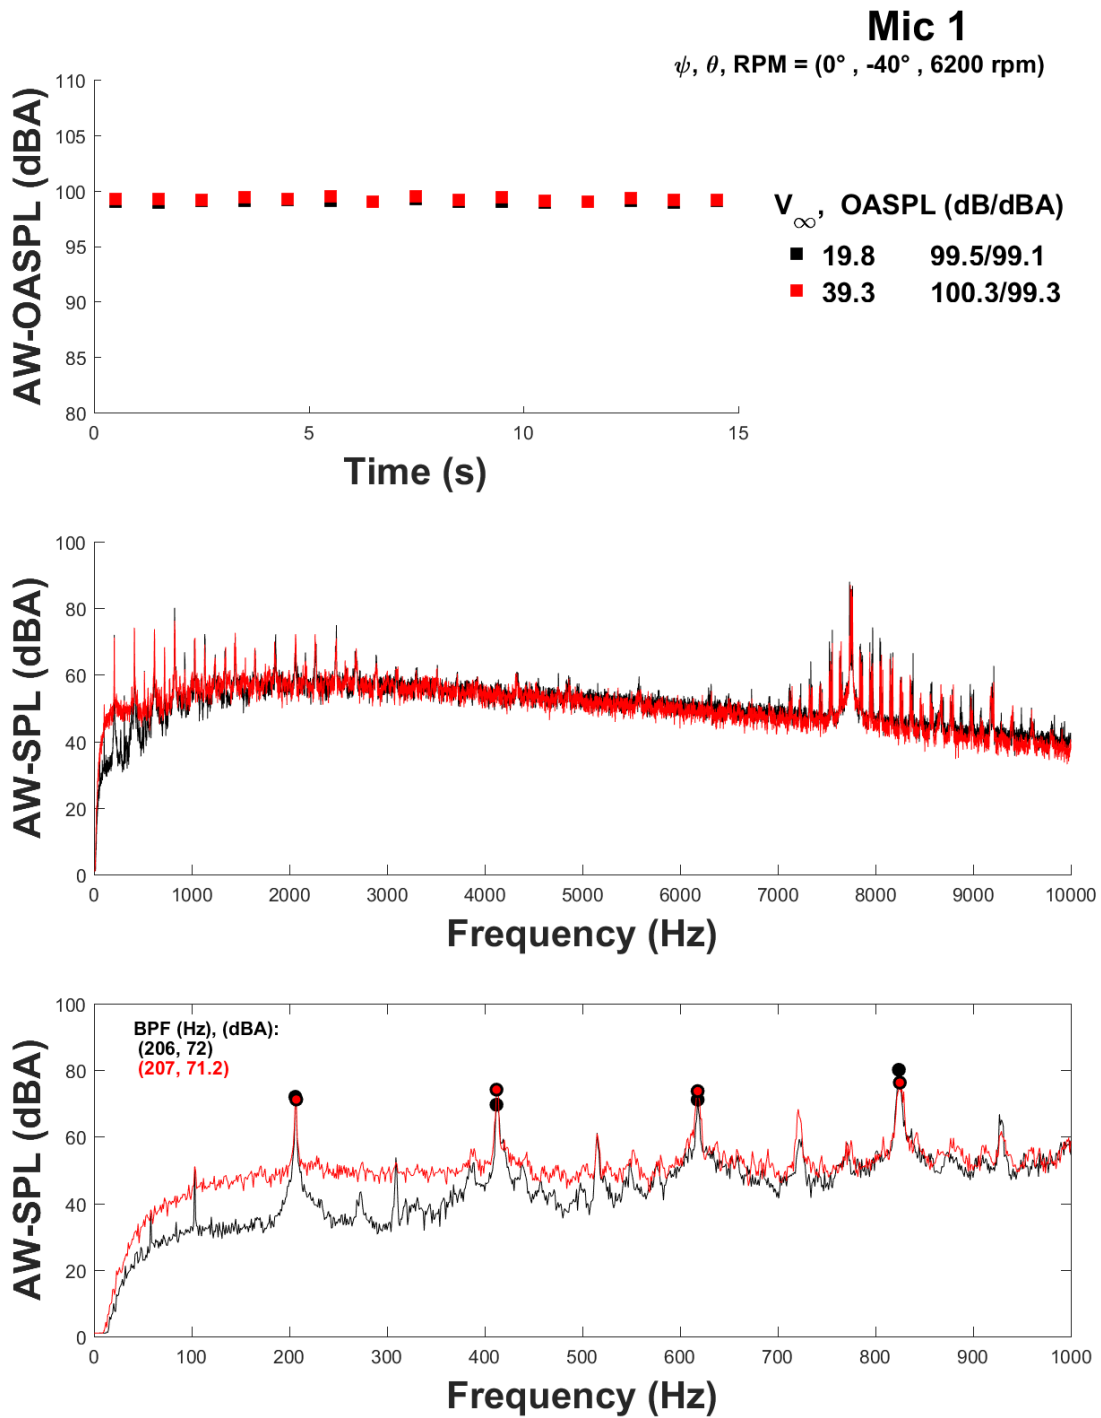 Mic 1
ψ, θ, RPM = (0° , -40° , 6200 rpm)
110
105
100
95
90
85
80
AW-OASPL (dBA)
0 5 10 15
Time (s)
V∞, OASPL (dB/dBA)
19.8 99.5/99.1
39.3 100.3/99.3
100
80
60
40
20
0
AW-SPL (dBA)
0 1000 2000 3000 4000 5000 6000 7000 8000 9000 10000
Frequency (Hz)
100
80
60
40
20
0
AW-SPL (dBA)
BPF (Hz), (dBA):
(206, 72)
(207, 71.2)
0 100 200 300 400 500 600 700 800 900 1000
Frequency (Hz)